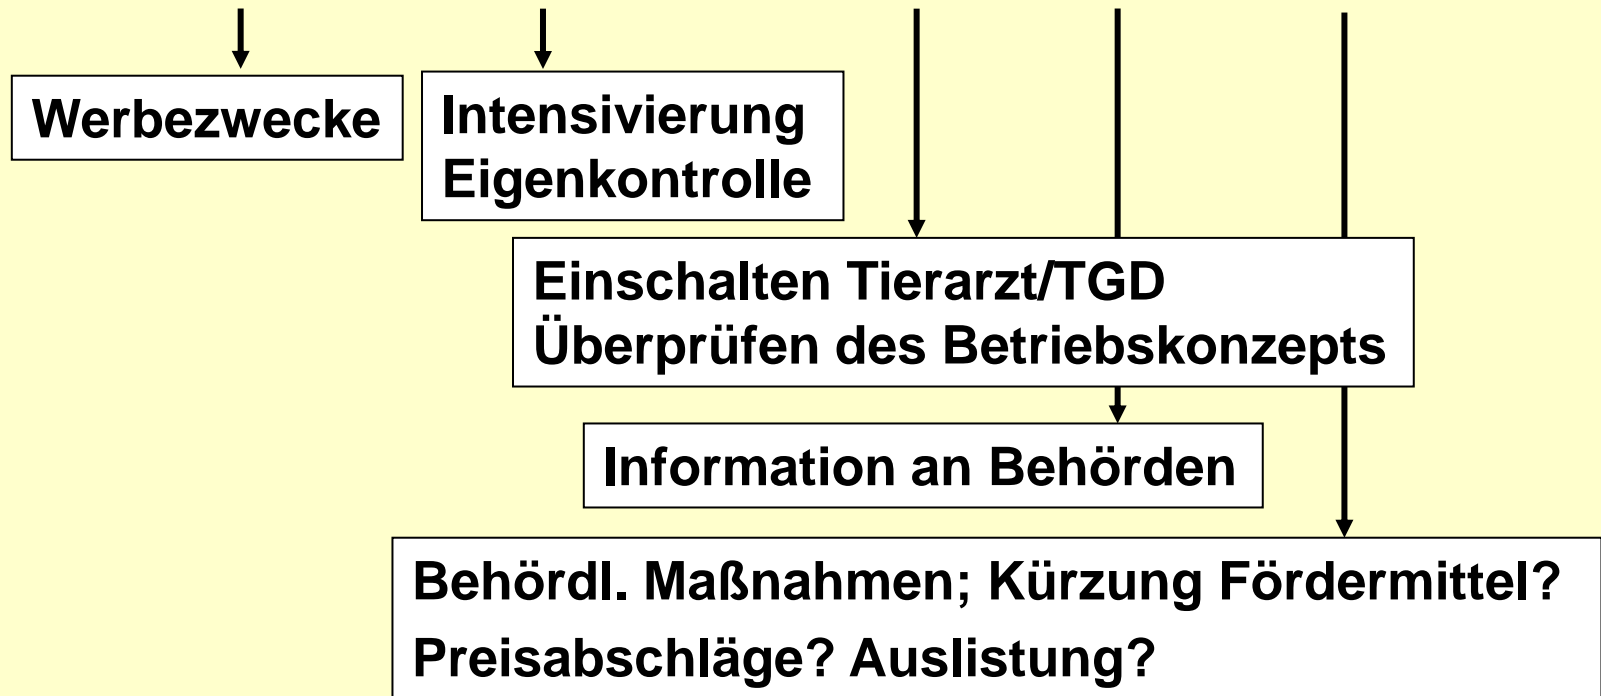 Werbezwecke
Intensivierung
Eigenkontrolle
Einschalten Tierarzt/TGD
Überprüfen des Betriebskonzepts
Information an Behörden
Behördl. Maßnahmen; Kürzung Fördermittel?
Preisabschläge? Auslistung?